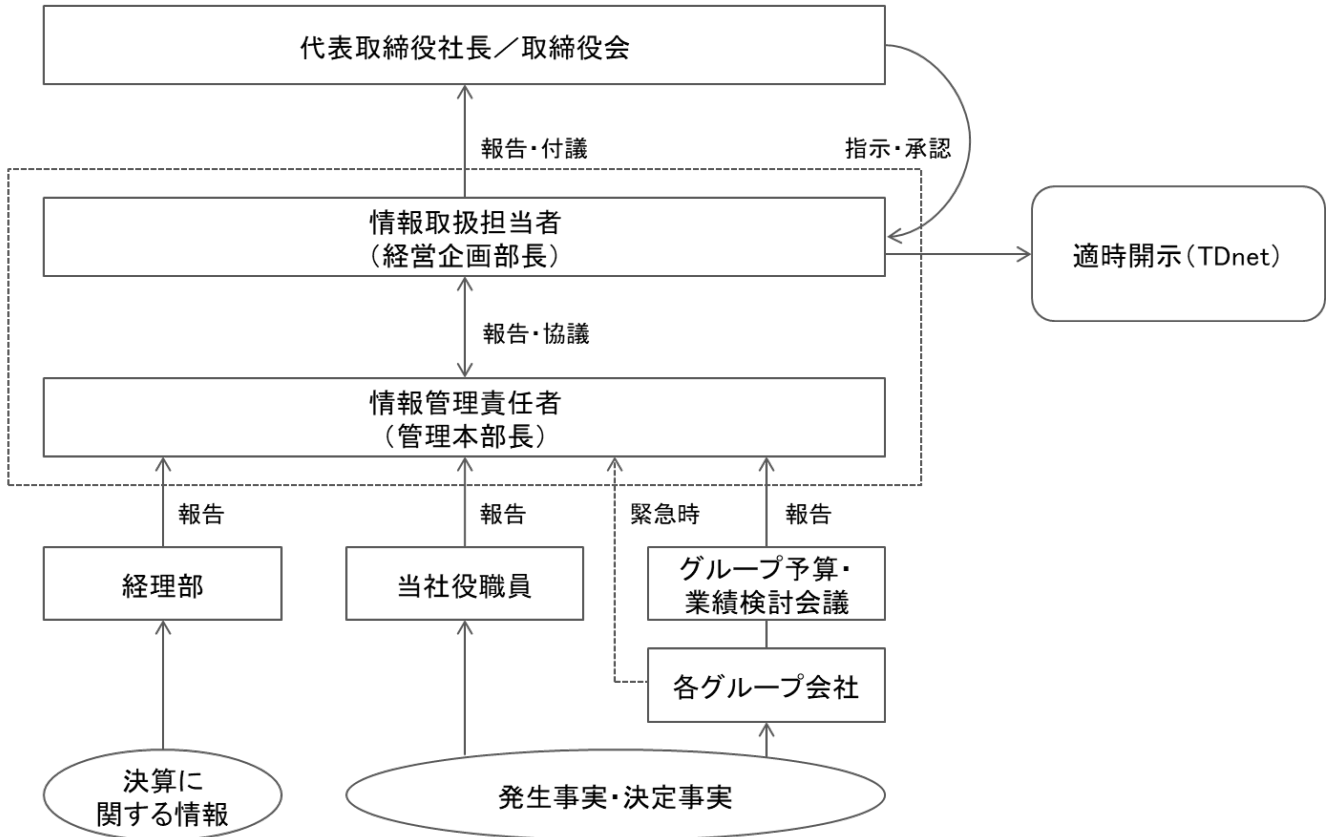 代表取締役社長／取締役会
報告・付議
指示・承認
情報取扱担当者
（経営企画部長）
適時開示（TDnet）
報告・協議
情報管理責任者
（管理本部長）
報告
報告
緊急時
報告
経理部
当社役職員
グループ予算・
業績検討会議
各グループ会社
決算に
関する情報
発生事実・決定事実